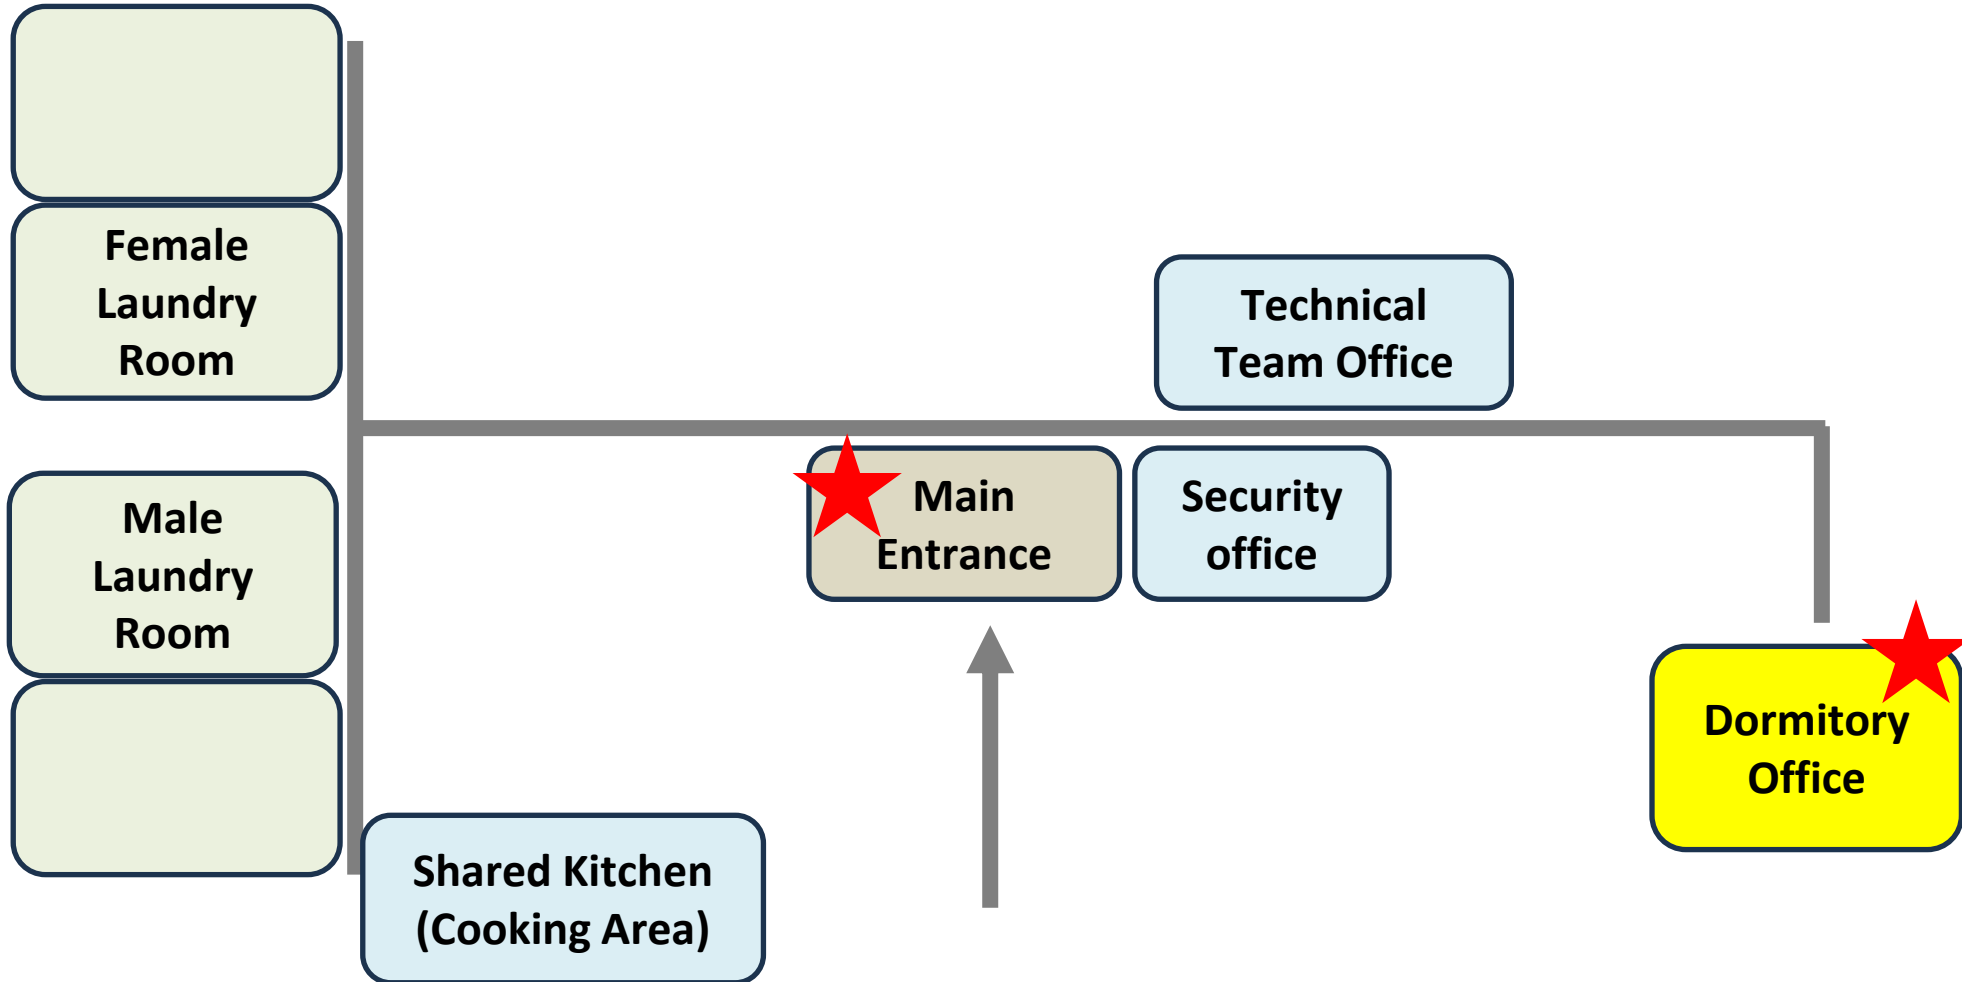 Female
Laundry
Room
Technical
Team Office
Male
Laundry
Room
Main
Entrance
Security
office
Dormitory
Office
Shared Kitchen
(Cooking Area)